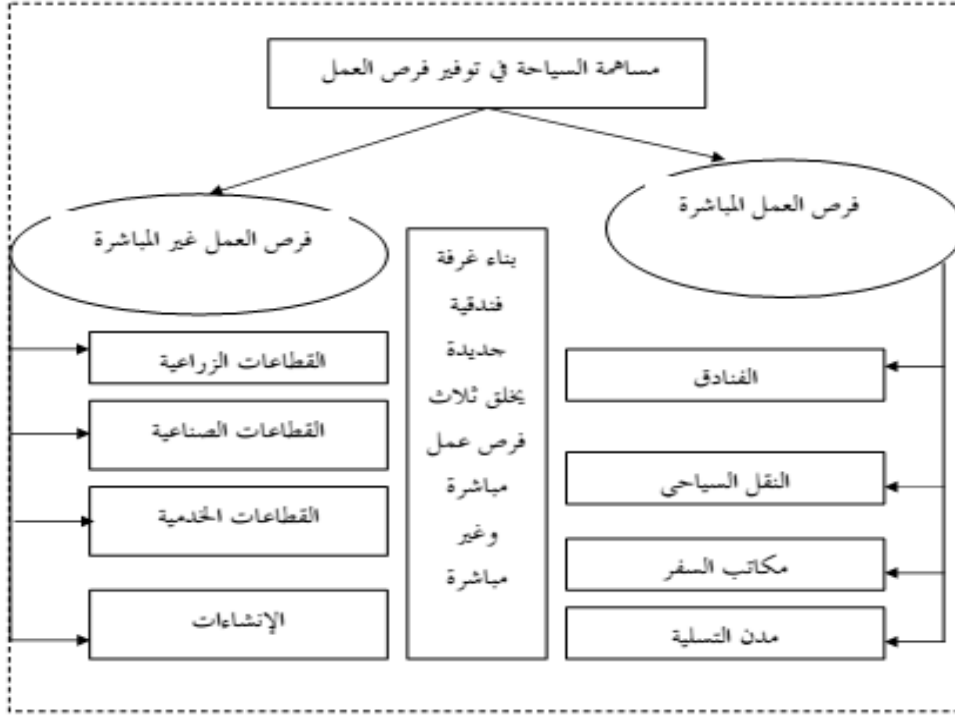 مساهمة السياحة في توفير فرص العمل
فرص العمل المباشرة
فرص العمل غير المباشرة
الفنادق
النقل السياحي
مكاتب السفر
مدن التسلية
بناء غرفة
فندقية
جديدة
يخلق ثلاث
فرص عمل
مباشرة
وغير
مباشرة
القطاعات الزراعية
القطاعات الصناعية
القطاعات الخدمية
الإنشاءات